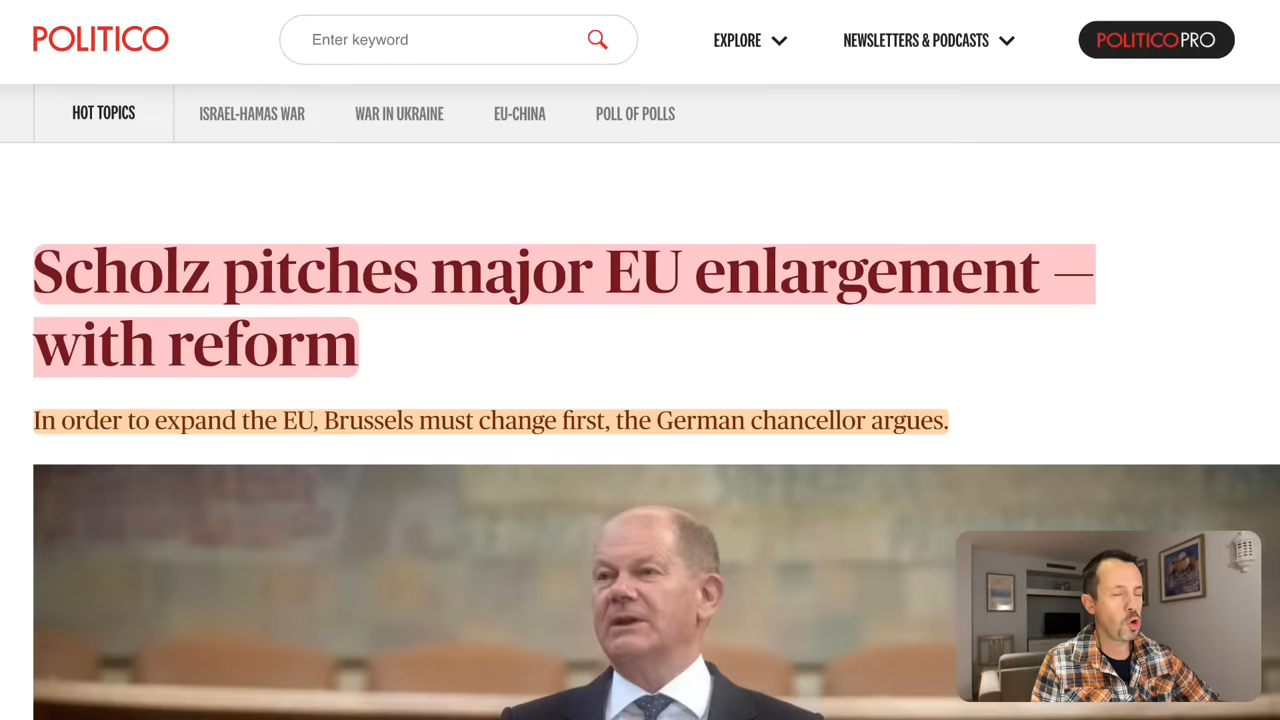 POLITICO
Enter keyword
EXPLORE
NEWSLETTERS & PODCASTS
POLITICOPRO
HOT TOPICS
ISRAEL-HAMAS WAR
WAR IN UKRAINE
EU-CHINA
POLL OF POLLS
Scholz pitches major EU enlargement —
with reform
In order to expand the EU, Brussels must change first, the German chancellor argues.